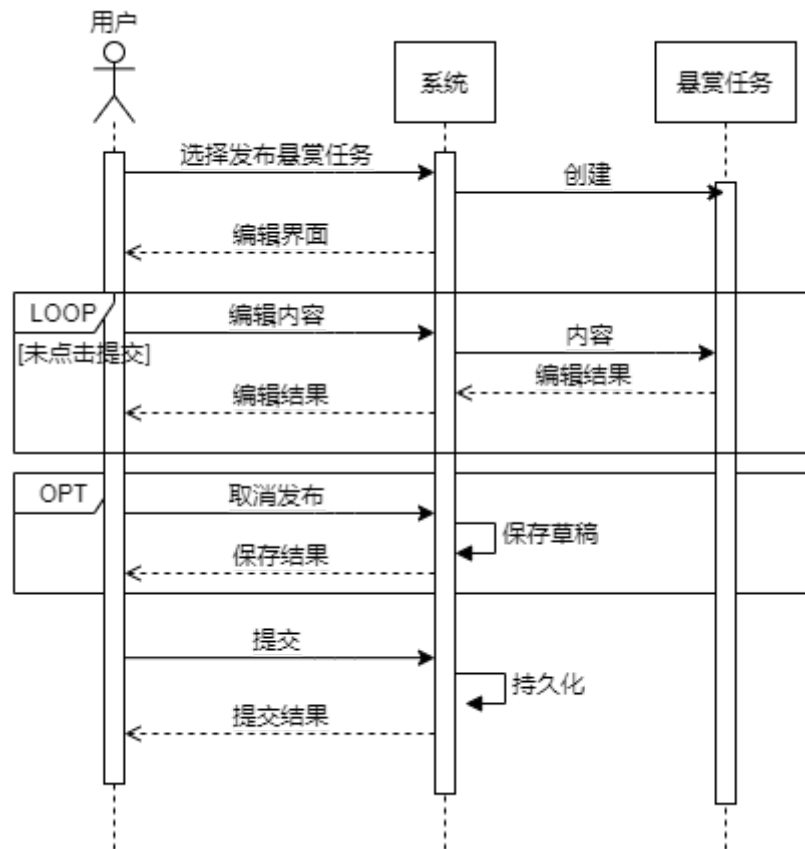 用户
系统
悬赏任务
选择发布悬赏任务
创建
编辑界面
LOOP
编辑内容
[未点击提交]
内容
编辑结果
编辑结果
OPT
取消发布
保存草稿
保存结果
提交
持久化
提交结果